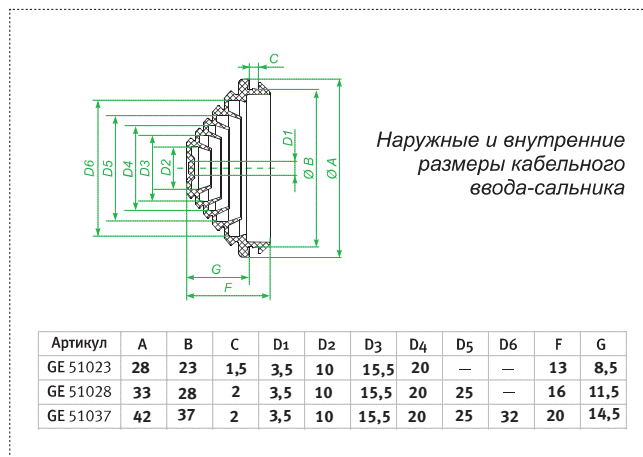 C
D6
D5
D4
D3
D2
D1
Ø B
Ø A
G
F
Наружные и внутренние
размеры кабельного
ввода-сальника
Артикул A B C D1 D2 D3 D4 D5 D6 F G
GE 51023 28 23 1,5 3,5 10 15,5 20 — — 13 8,5
GE 51028 33 28 2 3,5 10 15,5 20 25 — 16 11,5
GE 51037 42 37 2 3,5 10 15,5 20 25 32 20 14,5